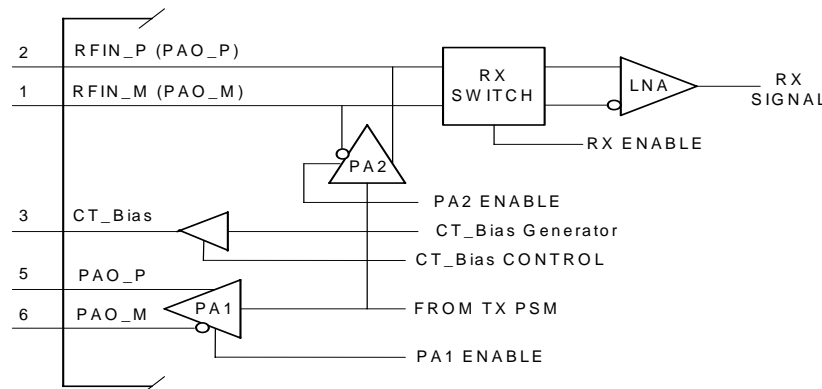 2 RFIN_P (PAO_P)
1 RFIN_M (PAO_M)
RX SWITCH
LNA
RX SIGNAL
RX ENABLE
PA2
PA2 ENABLE
3 CT_Bias
CT_Bias Generator
CT_Bias CONTROL
5 PAO_P
6 PAO_M
PA1
FROM TX PSM
PA1 ENABLE